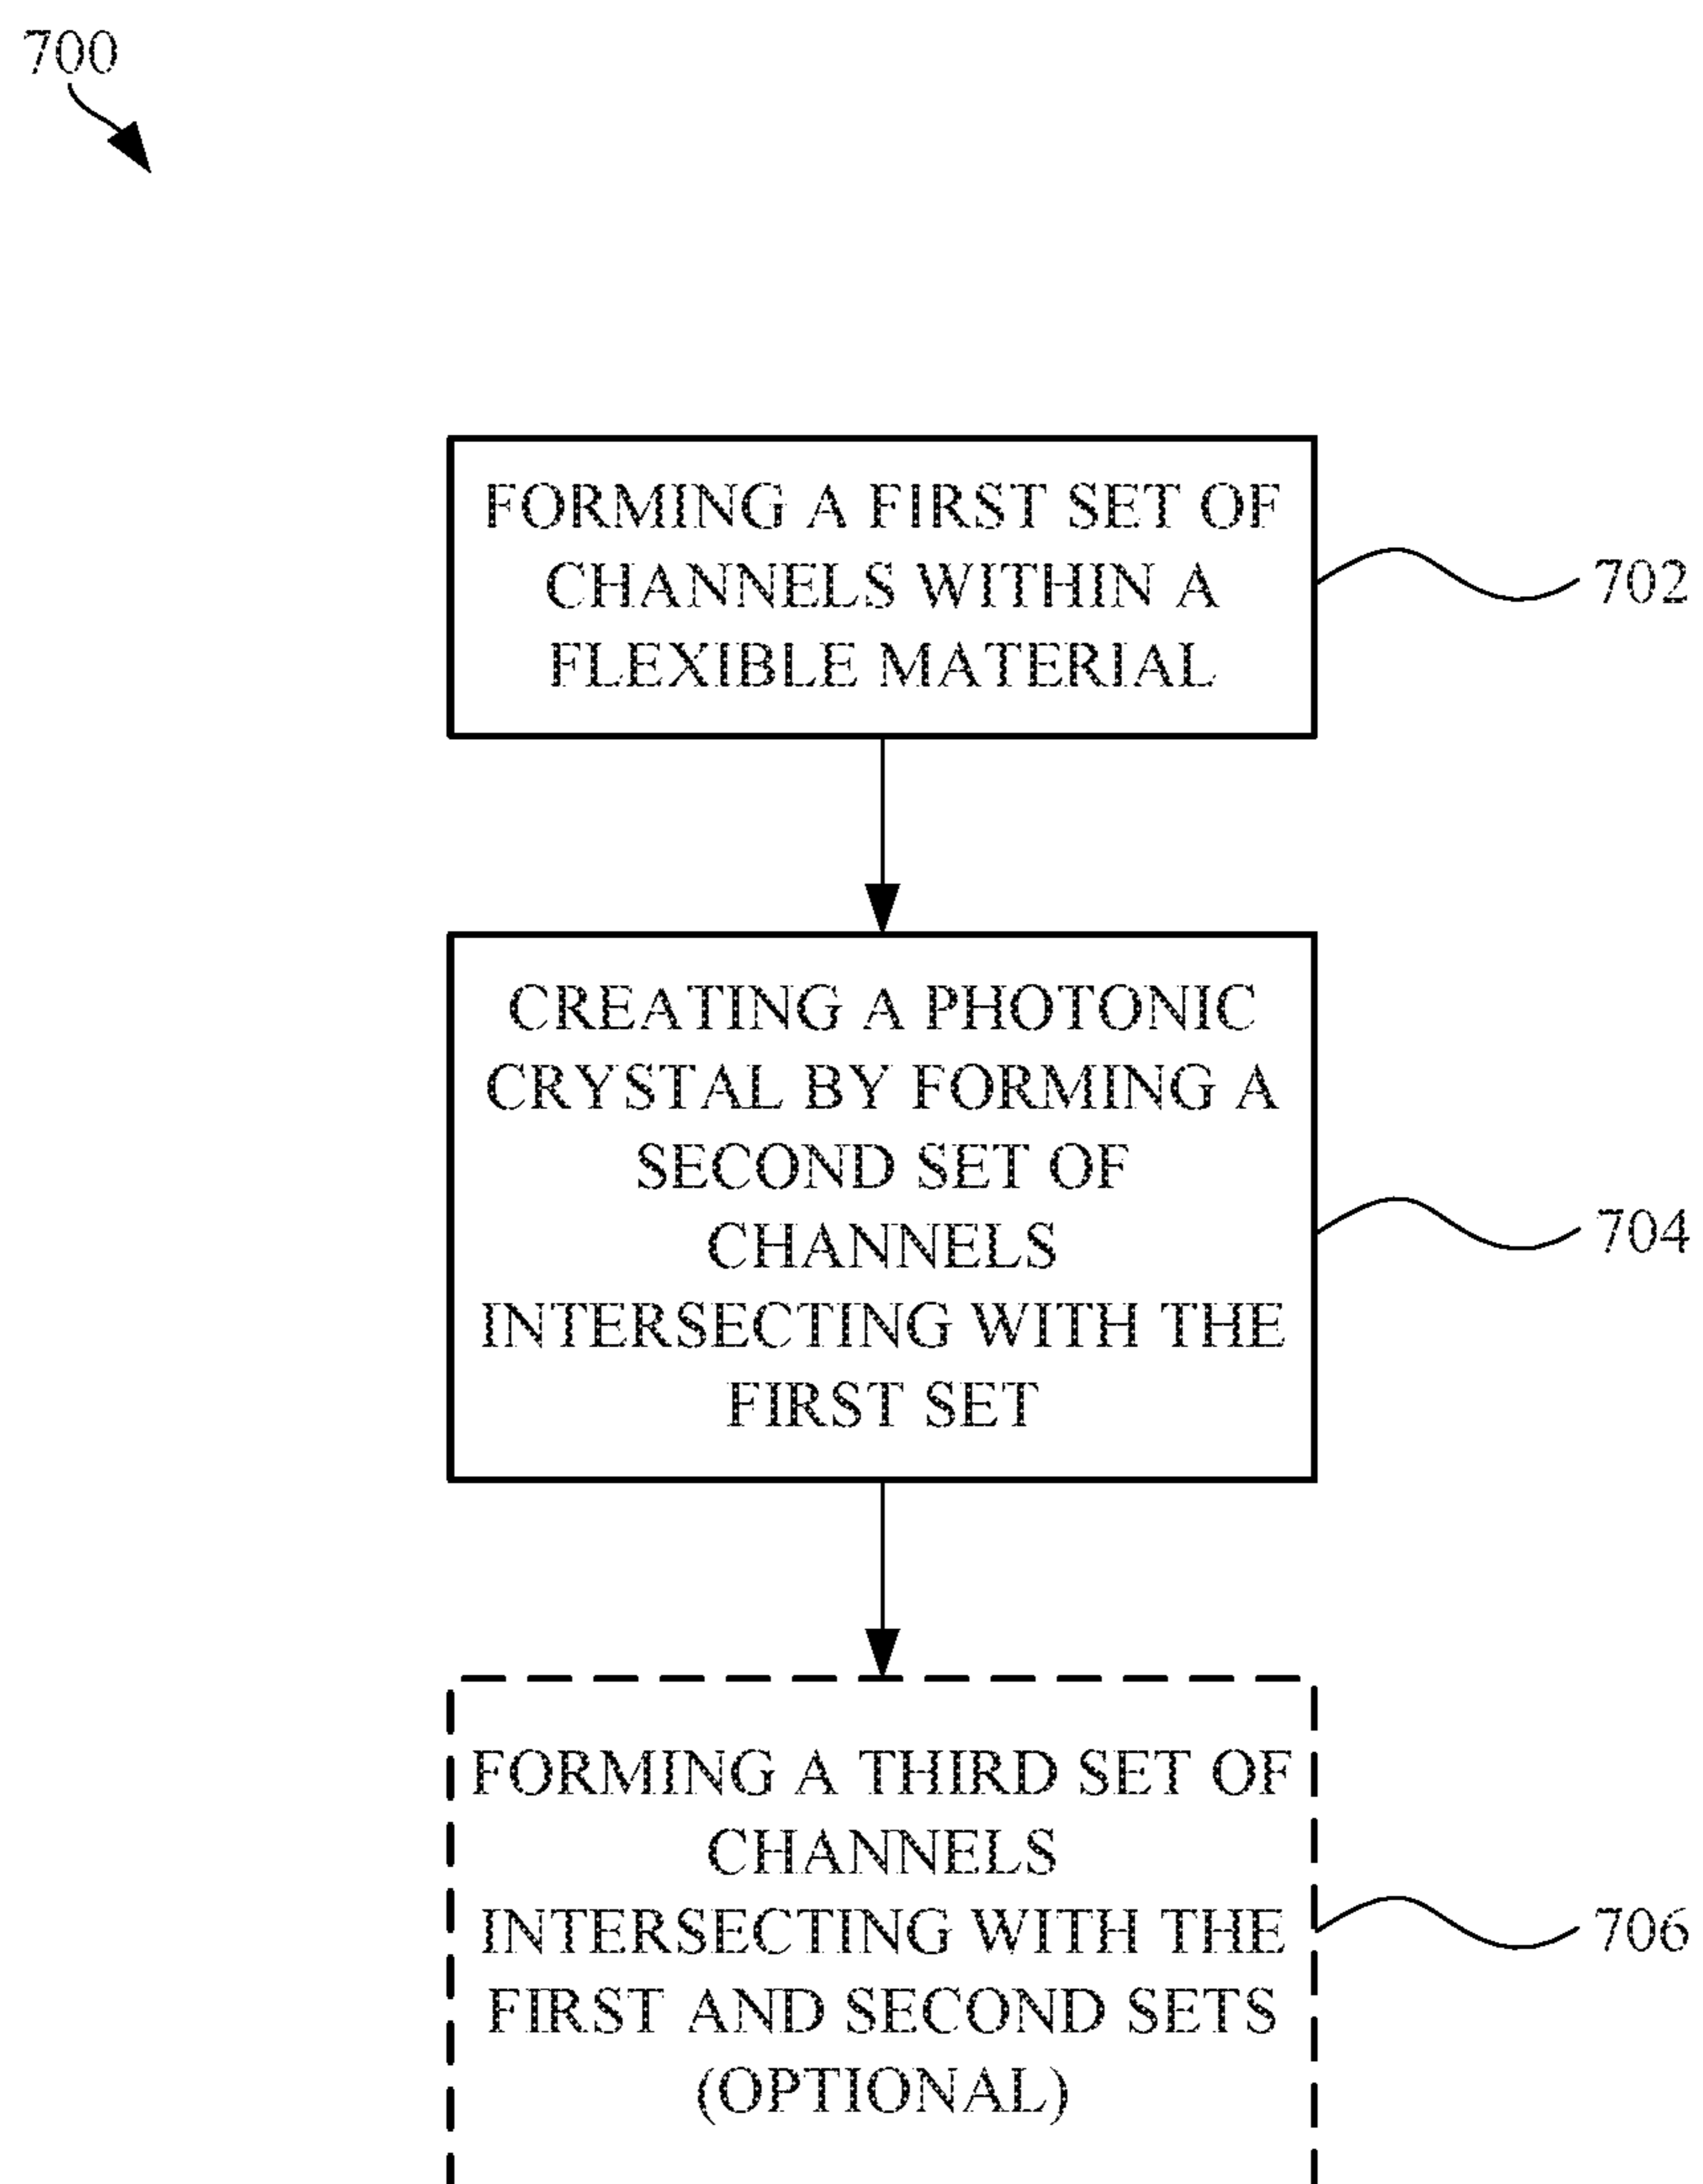 700
FORMING A FIRST SET OF
CHANNELS WITHIN A
FLEXIBLE MATERIAL
702
CREATING A PHOTONIC
CRYSTAL BY FORMING A
SECOND SET OF
CHANNELS
INTERSECTING WITH THE
FIRST SET
704
FORMING A THIRD SET OF
CHANNELS
INTERSECTING WITH THE
FIRST AND SECOND SETS
(OPTIONAL)
706